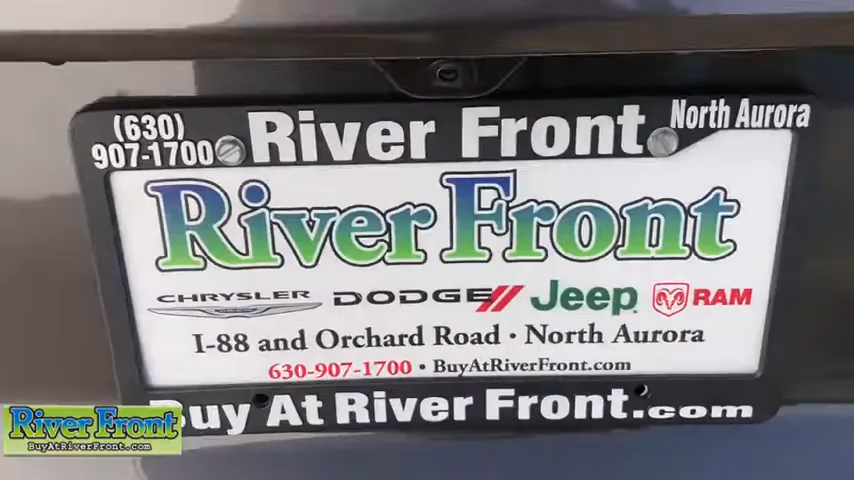 (630)
907-1700
River Front
North Aurora
River Front
CHRYSLER DODGE Jeep RAM
I-88 and Orchard Road • North Aurora
630-907-1700 • BuyAtRiverFront.com
Buy At River Front.com
River Front
BuyAtRiverFront.com